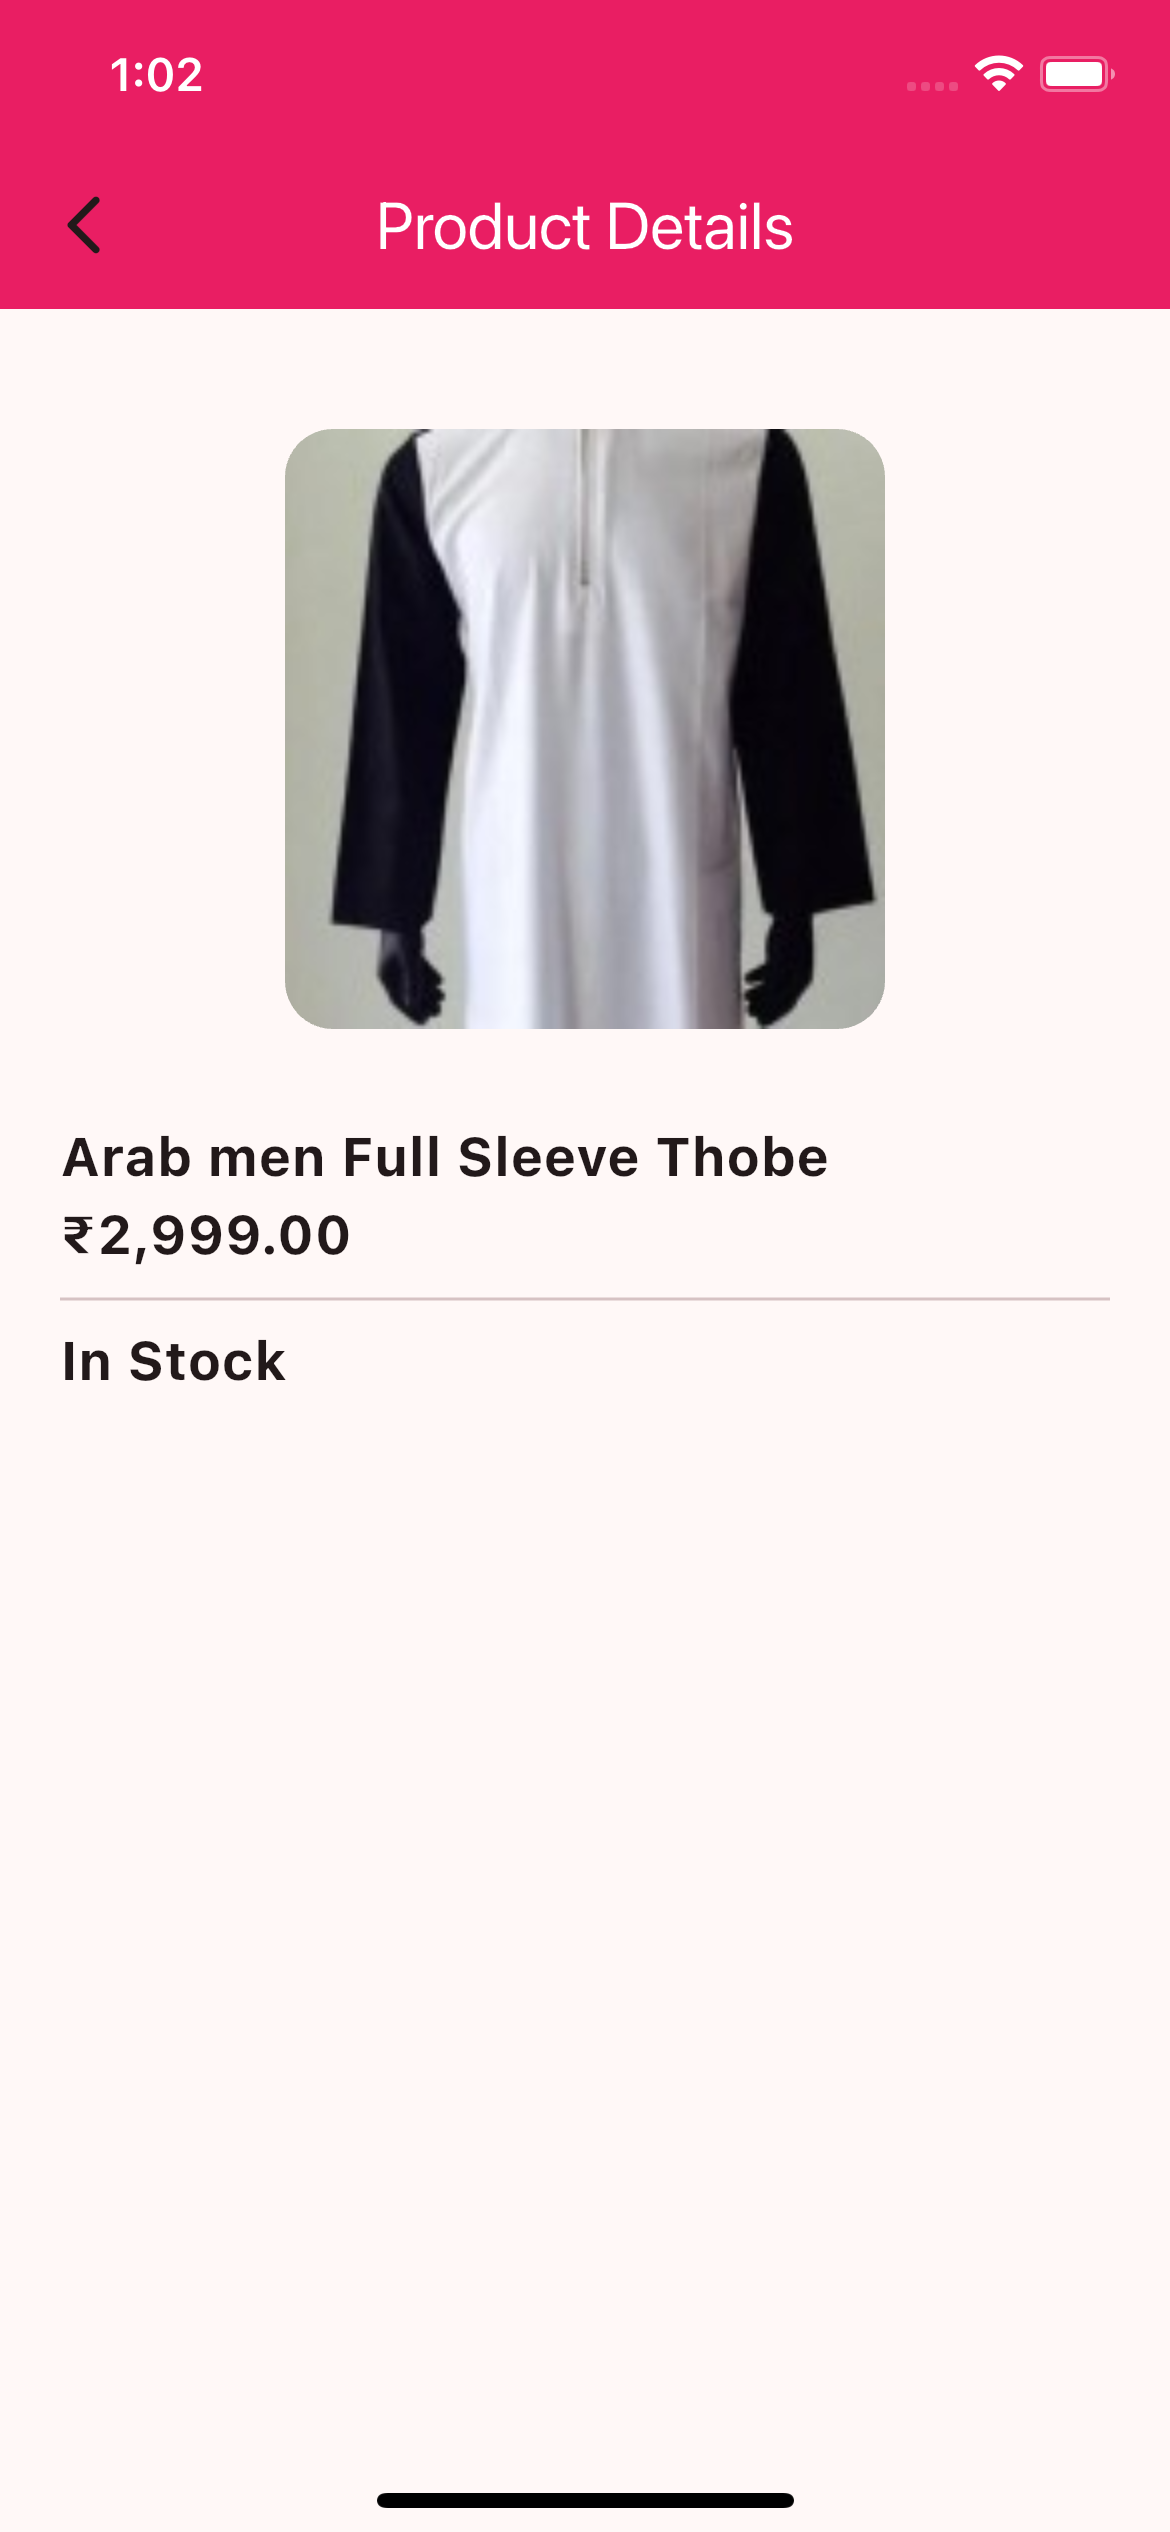 1:02
Product Details
Arab men Full Sleeve Thobe
₹2,999.00
In Stock